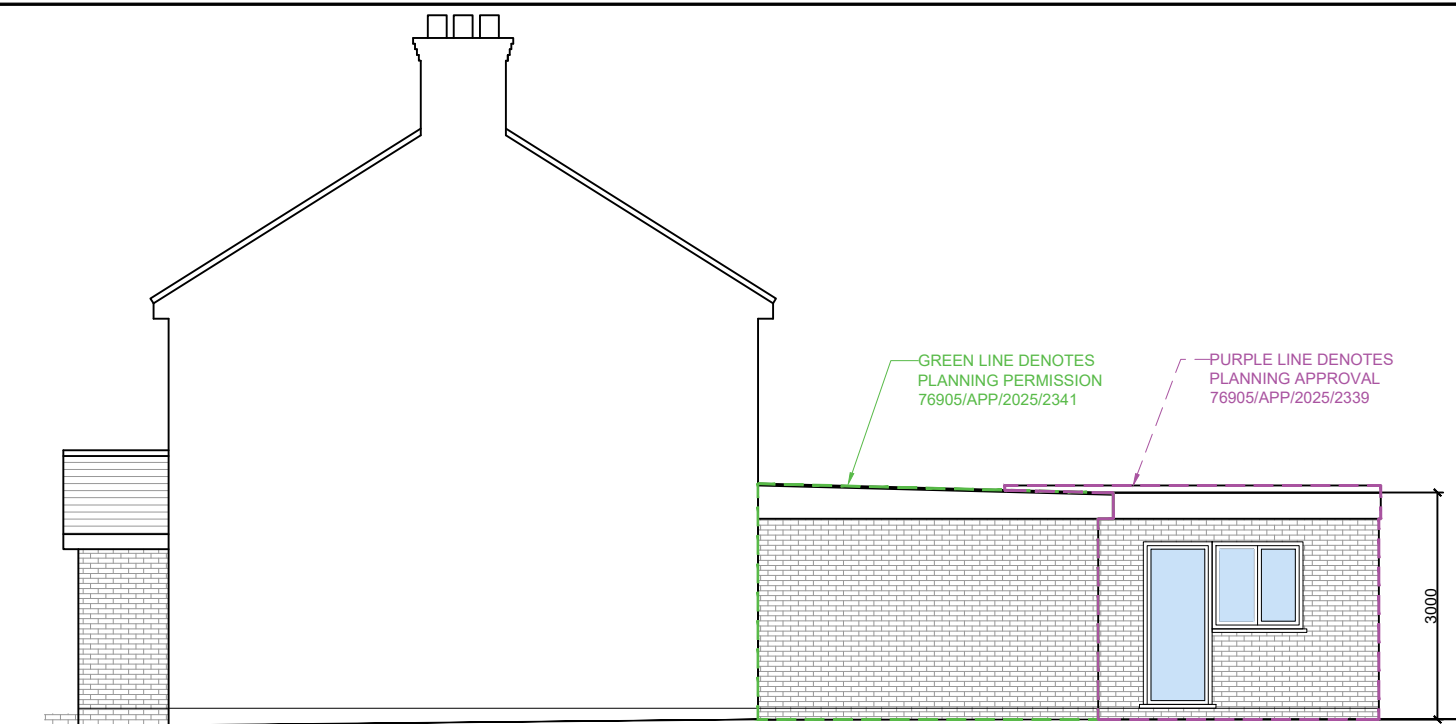 GREEN LINE DENOTES
PLANNING PERMISSION
76905/APP/2025/2341
PURPLE LINE DENOTES
PLANNING APPROVAL
76905/APP/2025/2339
3000